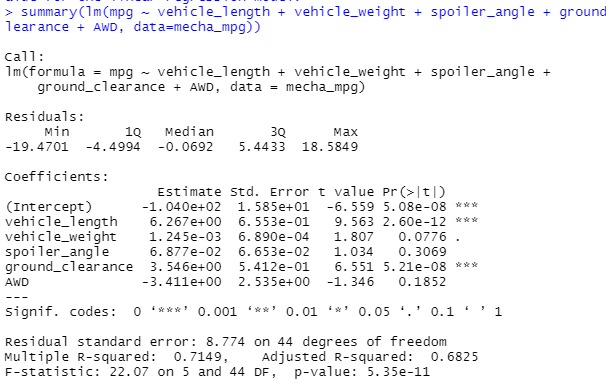 > summary(lm(mpg ~ vehicle_length + vehicle_weight + spoiler_angle + ground
learance + AWD, data=mecha_mpg))
Call:
lm(formula = mpg ~ vehicle_length + vehicle_weight + spoiler_angle +
    ground_clearance + AWD, data = mecha_mpg)
Residuals:
     Min       1Q   Median       3Q      Max
-19.4701  -4.4994  -0.0692   5.4433  18.5849
Coefficients:
                   Estimate Std. Error t value Pr(>|t|)
(Intercept)      -1.040e+02  1.585e+01  -6.559 5.08e-08 ***
vehicle_length    6.267e+00  6.553e-01   9.563 2.60e-12 ***
vehicle_weight    1.245e-03  6.890e-04   1.807   0.0776 .
spoiler_angle     6.877e-02  6.653e-02   1.034   0.3069
ground_clearance  3.546e+00  5.412e-01   6.551 5.21e-08 ***
AWD              -3.411e+00  2.535e+00  -1.346   0.1852
---
Signif. codes:  0 ‘***’ 0.001 ‘**’ 0.01 ‘*’ 0.05 ‘.’ 0.1 ‘ ’ 1
Residual standard error: 8.774 on 44 degrees of freedom
Multiple R-squared:  0.7149,    Adjusted R-squared:  0.6825
F-statistic: 22.07 on 5 and 44 DF,  p-value: 5.35e-11